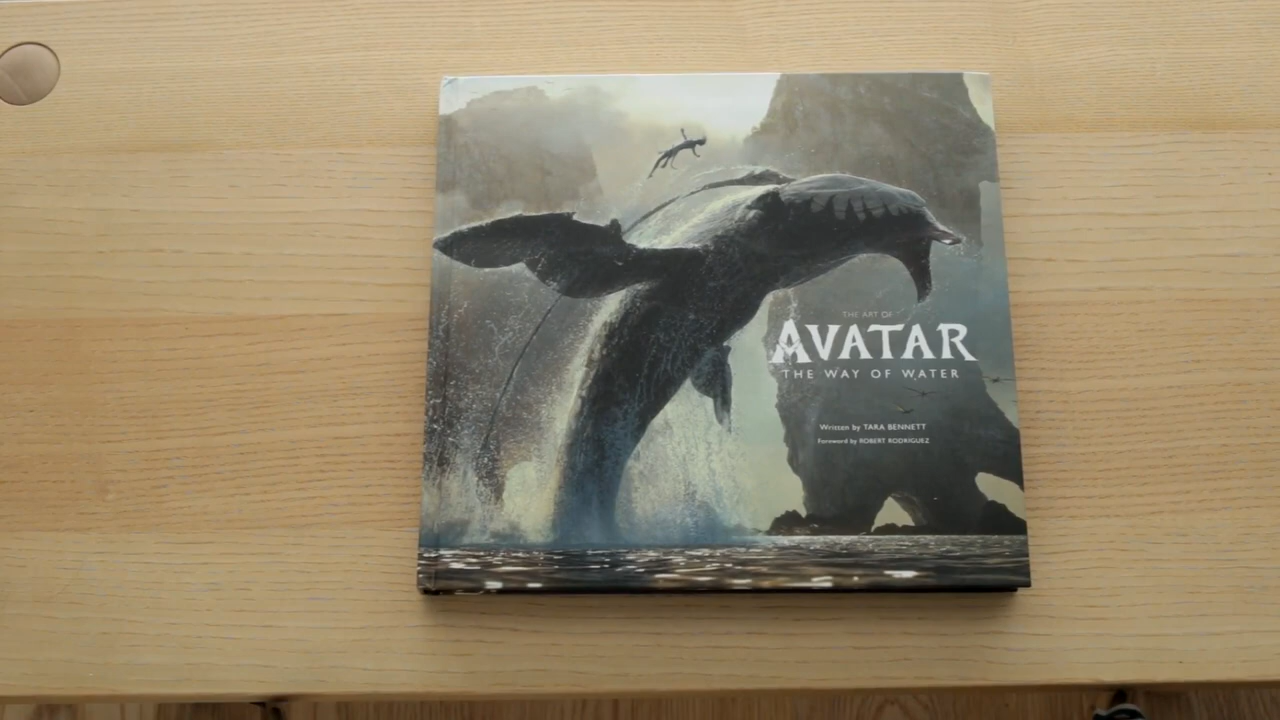 THE ART OF
AVATAR
THE WAY OF WATER
Written by TARA BENNETT
Foreword by ROBERT RODRIGUEZ